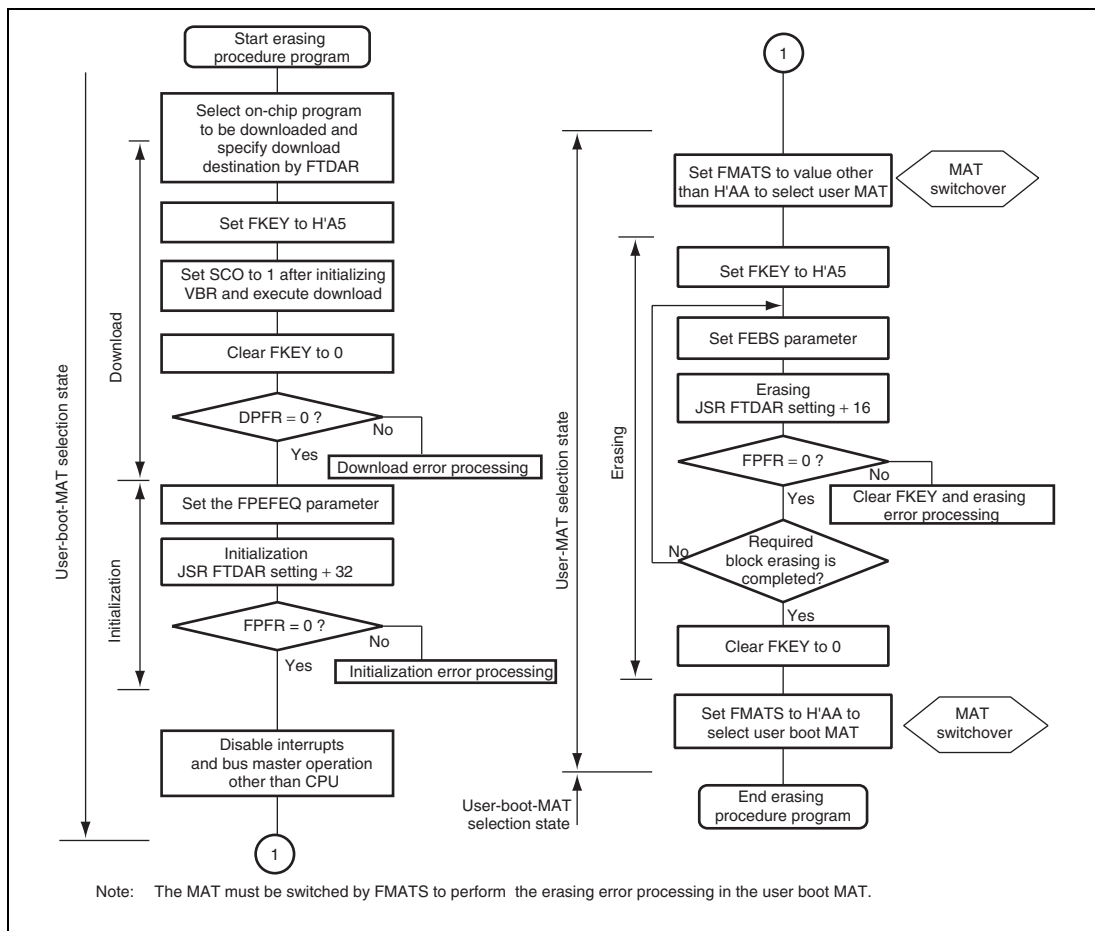 Start erasing
procedure program
Select on-chip program
to be downloaded and
specify download
destination by FTDAR
Set FKEY to H'A5
Set SCO to 1 after initializing
VBR and execute download
Clear FKEY to 0
DPFR = 0 ?
No
Yes
Download error processing
Set the FPEFEQ parameter
Initialization
JSR FTDAR setting + 32
FPFR = 0 ?
No
Yes
Initialization error processing
Disable interrupts
and bus master operation
other than CPU
1
User-boot-MAT selection state
Download
Initialization
1
Set FMATS to value other
than H'AA to select user MAT
MAT
switchover
Set FKEY to H'A5
Set FEBS parameter
Erasing
JSR FTDAR setting + 16
FPFR = 0 ?
No
Yes
Clear FKEY and erasing
error processing
Required
block erasing is
completed?
No
Yes
Clear FKEY to 0
Set FMATS to H'AA to
select user boot MAT
MAT
switchover
End erasing
procedure program
User-MAT selection state
Erasing
User-boot-MAT
selection state
Note: The MAT must be switched by FMATS to perform the erasing error processing in the user boot MAT.